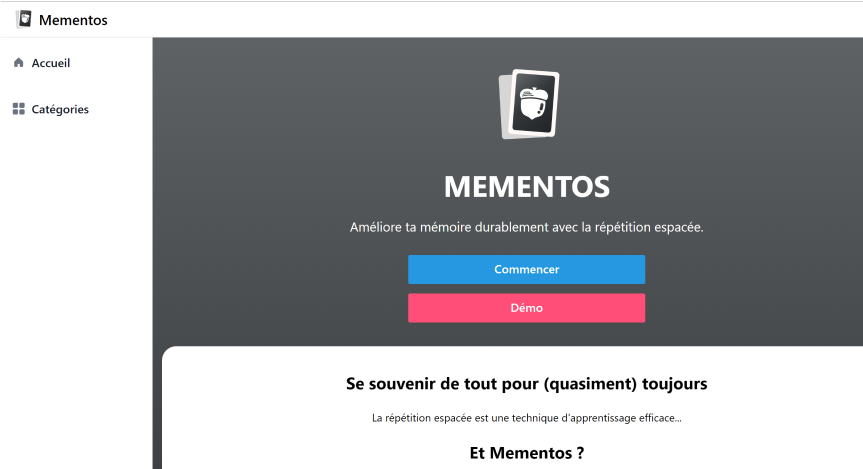 Mementos
Accueil
Catégories
MEMENTOS
Améliore ta mémoire durablement avec la répétition espacée.
Commencer
Démo
Se souvenir de tout pour (quasiment) toujours
La répétition espacée est une technique d'apprentissage efficace...
Et Mementos ?